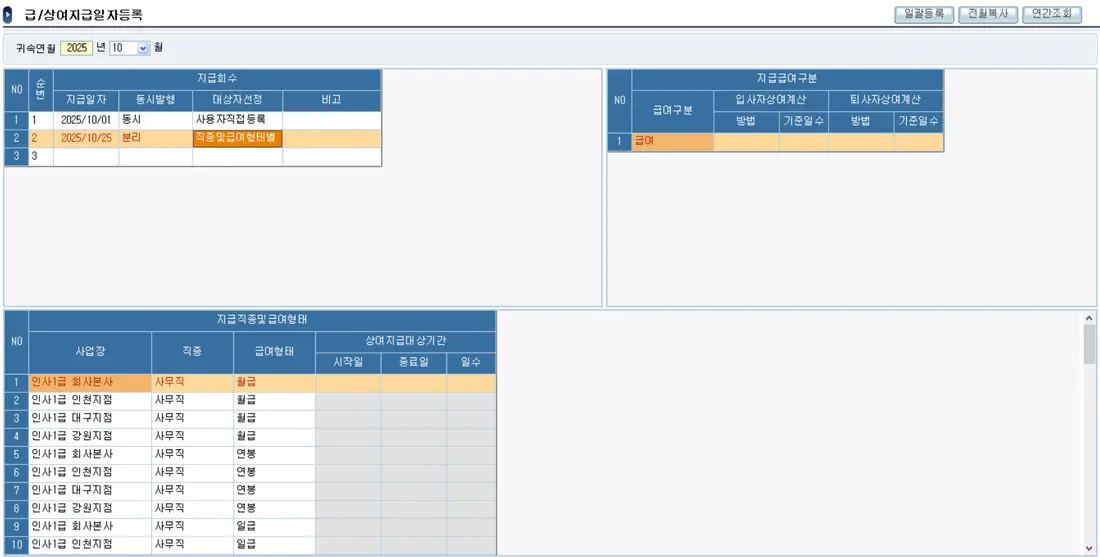 급/상여지급일자등록
일괄등록 전월복사 연간조회
귀속연월 2025 년 10 월
NO 순번 지급회수
지급일자 동시발행 대상자선정 비고
1 1 2025/10/01 동시 사용자직접등록
2 2 2025/10/25 분리 직종및급여형태별
3 3
NO 지급급여구분
급여구분 입사자상여계산 퇴사자상여계산
방법 기준일수 방법 기준일수
1 급여
NO 지급직종및급여형태
사업장 직종 급여형태 상여지급대상기간
시작일 종료일 일수
1 인사1급 회사본사 사무직 월급
2 인사1급 인천지점 사무직 월급
3 인사1급 대구지점 사무직 월급
4 인사1급 강원지점 사무직 월급
5 인사1급 회사본사 사무직 연봉
6 인사1급 인천지점 사무직 연봉
7 인사1급 대구지점 사무직 연봉
8 인사1급 강원지점 사무직 연봉
9 인사1급 회사본사 사무직 일급
10 인사1급 인천지점 사무직 일급